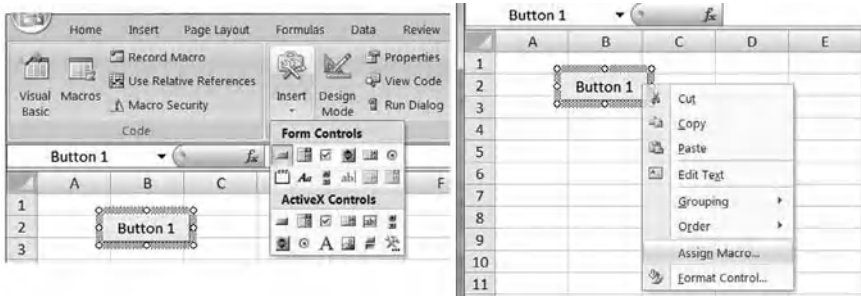 Home Insert Page Layout Formulas Data Review
Visual Basic
Macros
Record Macro
Use Relative References
Macro Security
Code
Insert
Design Mode
Properties
View Code
Run Dialog
Form Controls
Aa ab|
ActiveX Controls
ab|
A
Button 1 fx
A B C F
1
2 Button 1
3
Button 1 fx
A B C D E
1
2 Button 1
3
4
5
6
7
8
9
10
11
Cut
Copy
Paste
Edit Text
Grouping
Order
Assign Macro...
Format Control...